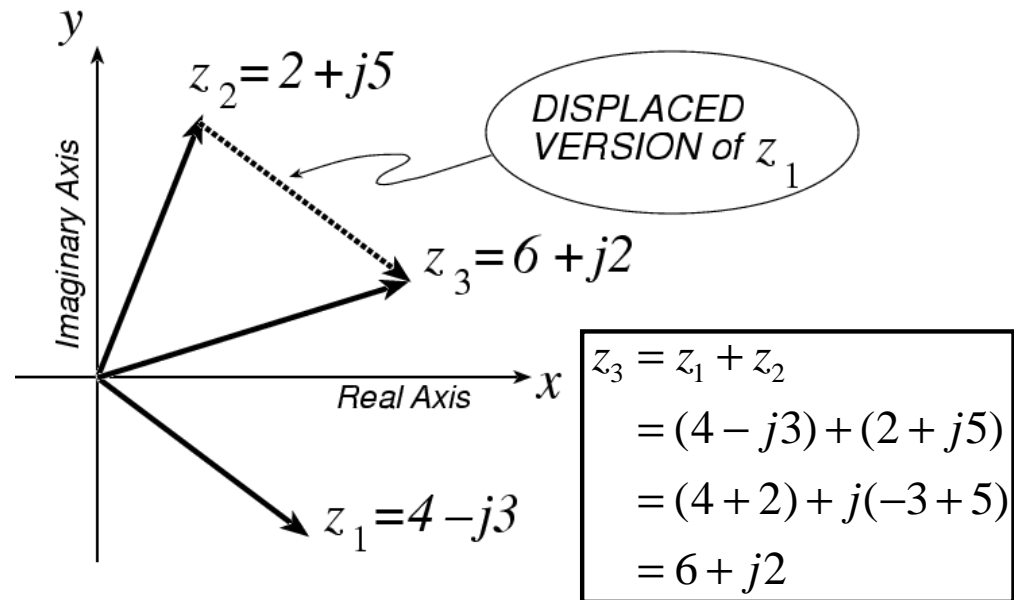 y
z₂ = 2 + j5
DISPLACED
VERSION of z₁
Imaginary Axis
z₃ = 6 + j2
x
Real Axis
z₁ = 4 – j3
z₃ = z₁ + z₂
= (4 − j3) + (2 + j5)
= (4 + 2) + j(−3 + 5)
= 6 + j2